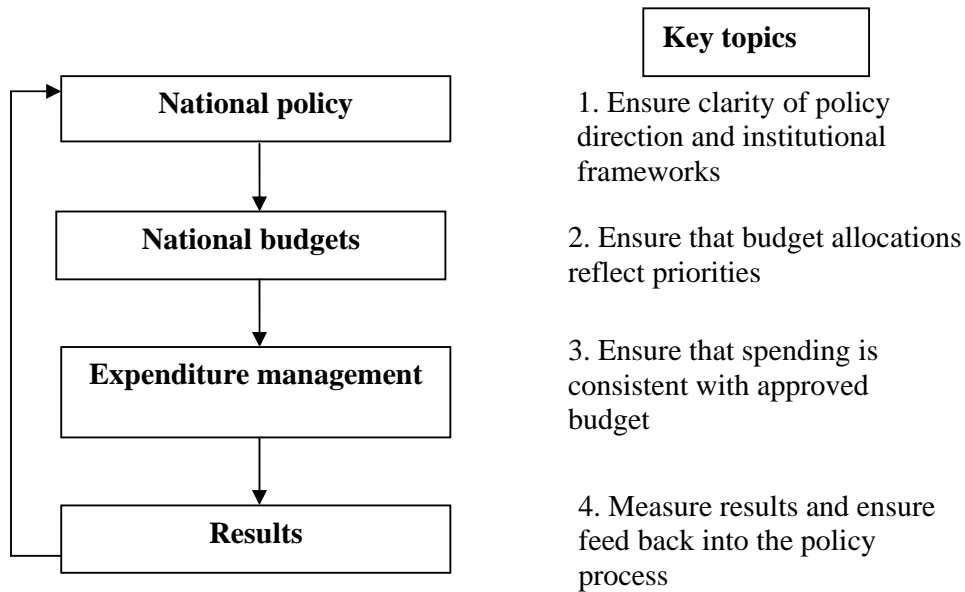 Key topics
National policy
1. Ensure clarity of policy
direction and institutional
frameworks
National budgets
2. Ensure that budget allocations
reflect priorities
Expenditure management
3. Ensure that spending is
consistent with approved
budget
Results
4. Measure results and ensure
feed back into the policy
process